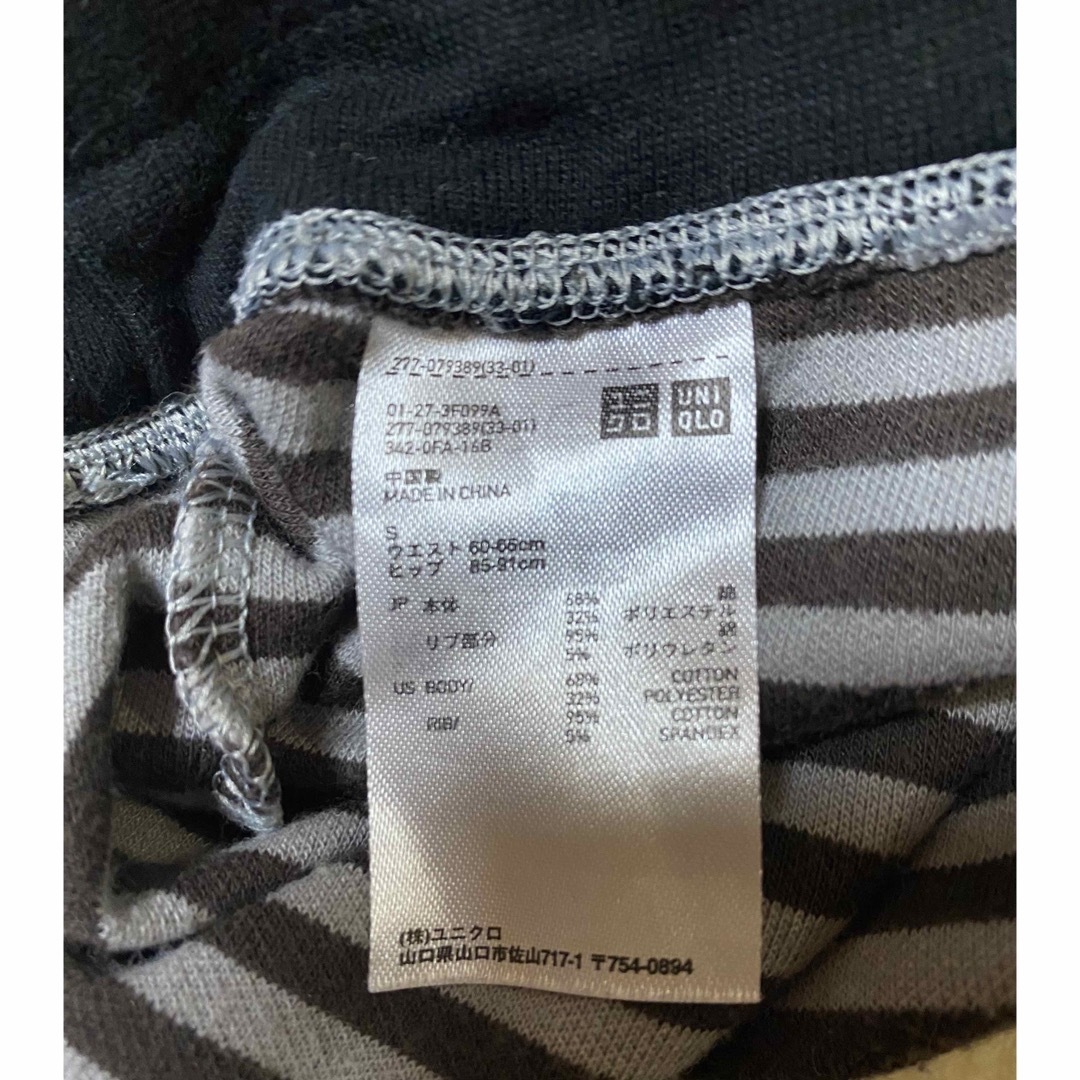 277-079389(33-01)
01-27-3F099A
277-079389(33-01)
342-0FA-16B
ユニ
クロ
UNI
QLO
中国製
MADE IN CHINA
S
ウエスト 60-66cm
ヒップ 85-91cm
JP 本体 68% 綿
32% ポリエステル
リブ部分 95% 綿
5% ポリウレタン
US BODY/ 68% COTTON
32% POLYESTER
RIB/ 95% COTTON
5% SPANDEX
(株)ユニクロ
山口県山口市佐山717-1 〒754-0894